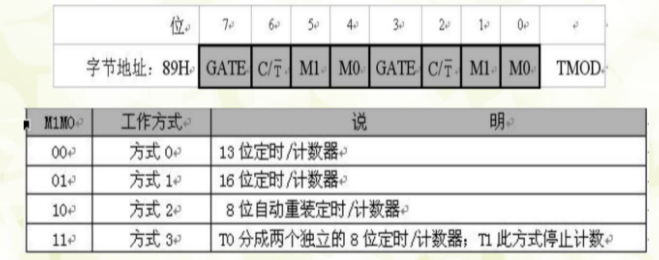 位 7 6 5 4 3 2 1 0
字节地址：89H GATE C/T̅ M1 M0 GATE C/T̅ M1 M0 TMOD
M1M0 工作方式 说 明
00 方式 0 13 位定时/计数器
01 方式 1 16 位定时/计数器
10 方式 2 8 位自动重装定时/计数器
11 方式 3 T0 分成两个独立的 8 位定时/计数器；T1 此方式停止计数